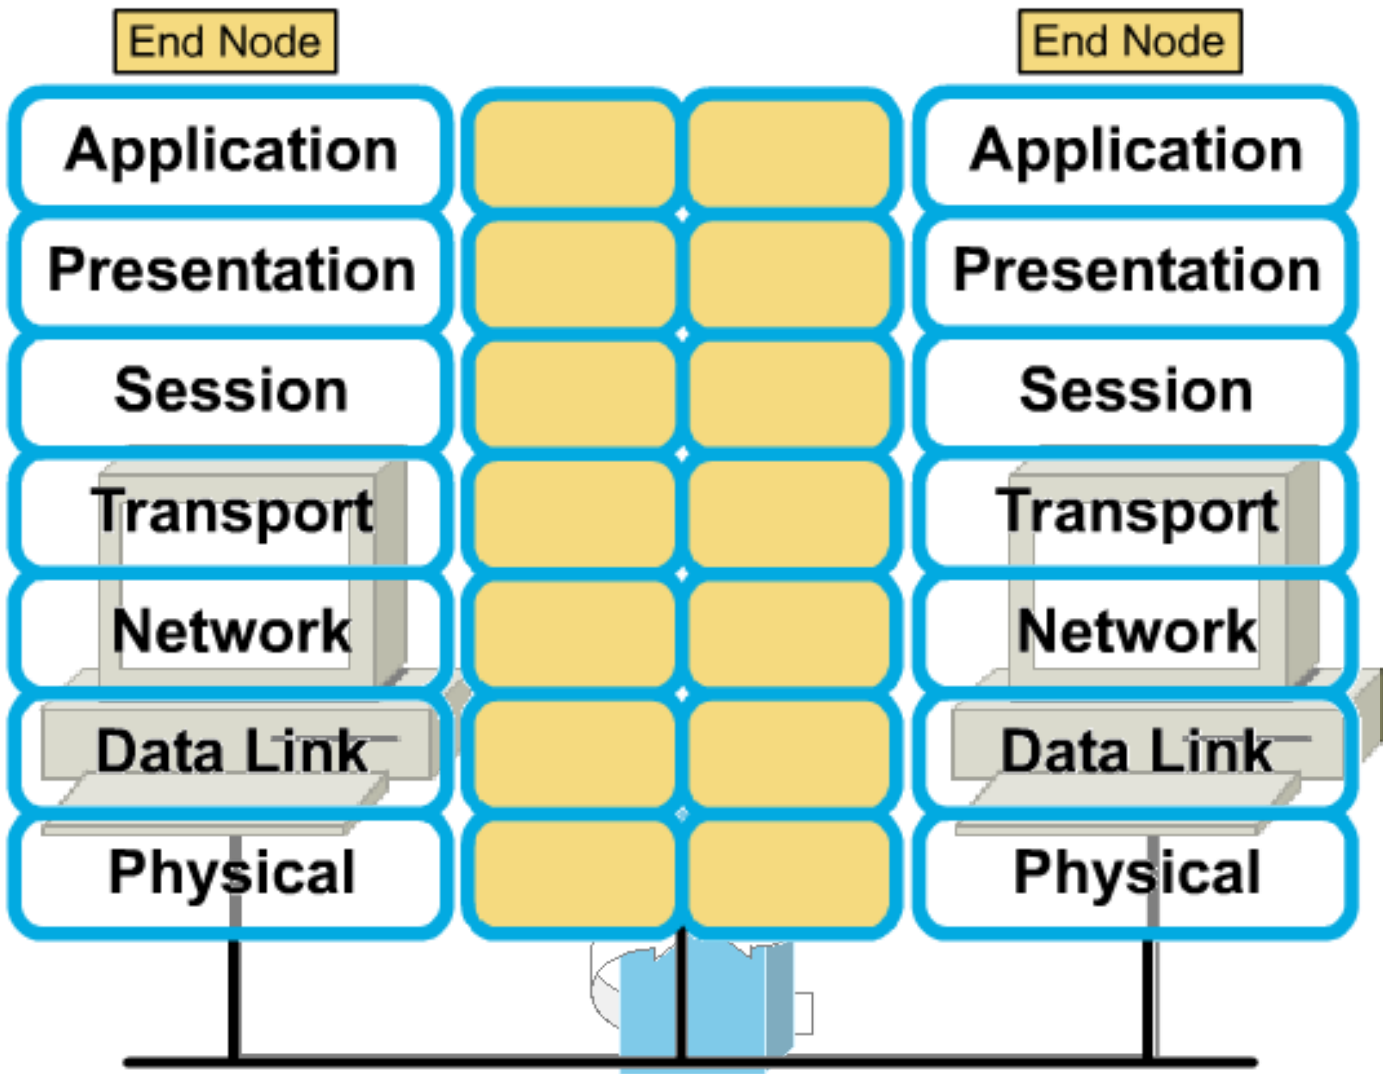 End Node
End Node
Application
Application
Presentation
Presentation
Session
Session
Transport
Transport
Network
Network
Data Link
Data Link
Physical
Physical